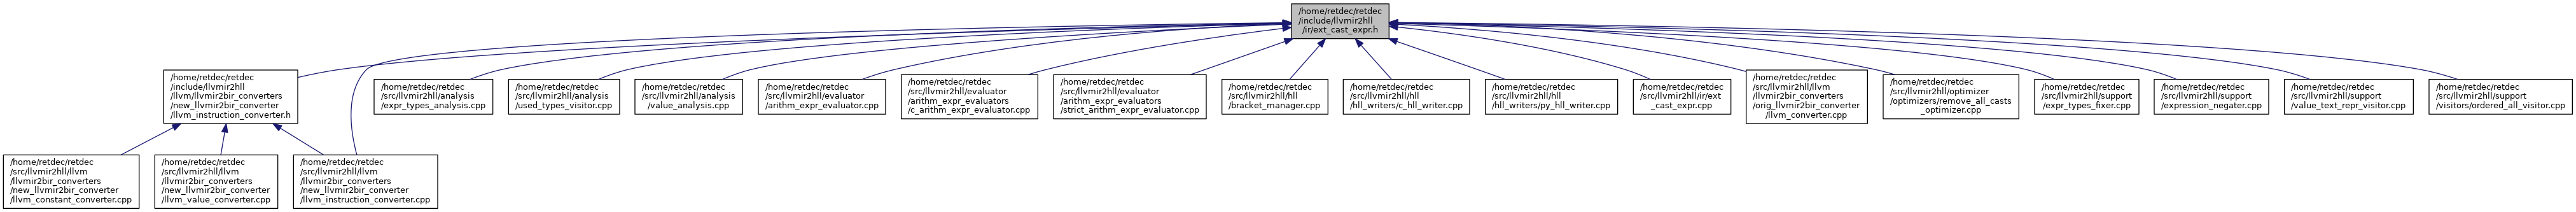 /home/retdec/retdec
/include/llvmir2hll
/ir/ext_cast_expr.h
/home/retdec/retdec
/include/llvmir2hll
/llvm/llvmir2bir_converters
/new_llvmir2bir_converter
/llvm_instruction_converter.h
/home/retdec/retdec
/src/llvmir2hll/analysis
/expr_types_analysis.cpp
/home/retdec/retdec
/src/llvmir2hll/analysis
/used_types_visitor.cpp
/home/retdec/retdec
/src/llvmir2hll/analysis
/value_analysis.cpp
/home/retdec/retdec
/src/llvmir2hll/evaluator
/arithm_expr_evaluator.cpp
/home/retdec/retdec
/src/llvmir2hll/evaluator
/arithm_expr_evaluators
/c_arithm_expr_evaluator.cpp
/home/retdec/retdec
/src/llvmir2hll/evaluator
/arithm_expr_evaluators
/strict_arithm_expr_evaluator.cpp
/home/retdec/retdec
/src/llvmir2hll/hll
/bracket_manager.cpp
/home/retdec/retdec
/src/llvmir2hll/hll
/hll_writers/c_hll_writer.cpp
/home/retdec/retdec
/src/llvmir2hll/hll
/hll_writers/py_hll_writer.cpp
/home/retdec/retdec
/src/llvmir2hll/ir/ext
_cast_expr.cpp
/home/retdec/retdec
/src/llvmir2hll/llvm
/llvmir2bir_converters
/orig_llvmir2bir_converter
/llvm_converter.cpp
/home/retdec/retdec
/src/llvmir2hll/optimizer
/optimizers/remove_all_casts
_optimizer.cpp
/home/retdec/retdec
/src/llvmir2hll/support
/expr_types_fixer.cpp
/home/retdec/retdec
/src/llvmir2hll/support
/expression_negater.cpp
/home/retdec/retdec
/src/llvmir2hll/support
/value_text_repr_visitor.cpp
/home/retdec/retdec
/src/llvmir2hll/support
/visitors/ordered_all_visitor.cpp
/home/retdec/retdec
/src/llvmir2hll/llvm
/llvmir2bir_converters
/new_llvmir2bir_converter
/llvm_constant_converter.cpp
/home/retdec/retdec
/src/llvmir2hll/llvm
/llvmir2bir_converters
/new_llvmir2bir_converter
/llvm_value_converter.cpp
/home/retdec/retdec
/src/llvmir2hll/llvm
/llvmir2bir_converters
/new_llvmir2bir_converter
/llvm_instruction_converter.cpp